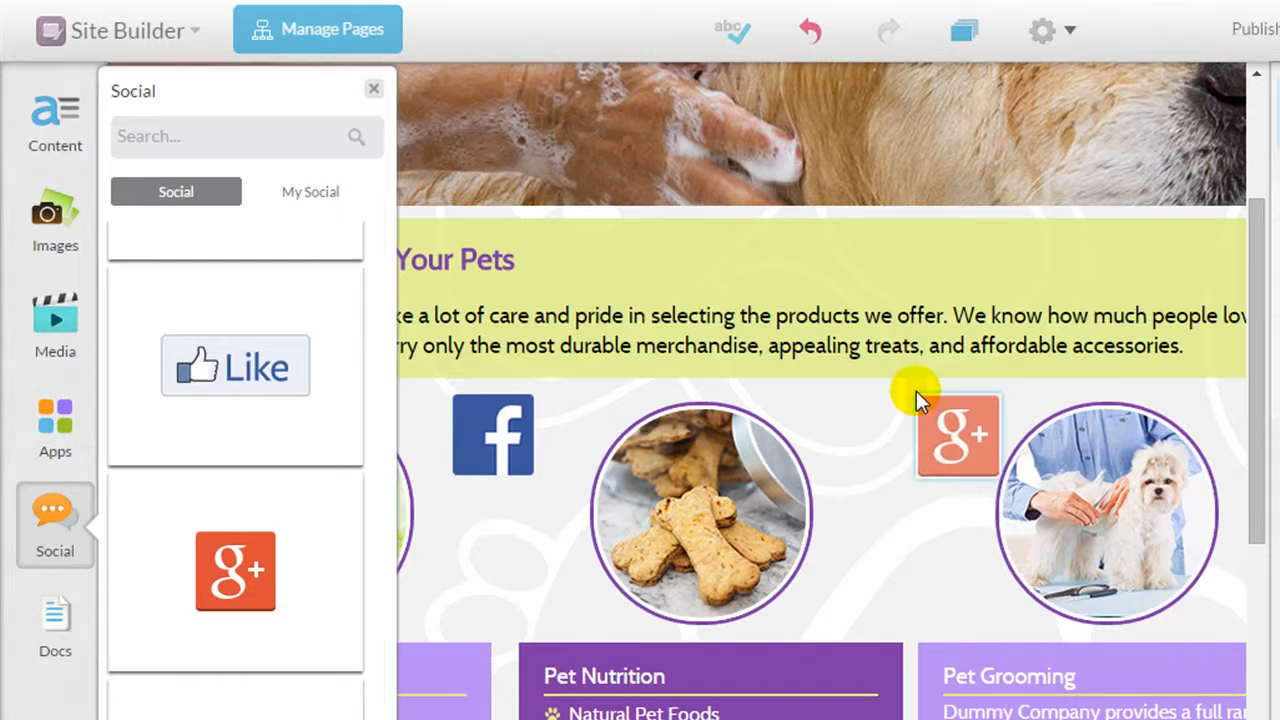 Site Builder
Manage Pages
abc
Publish
Social
Search...
Social
My Social
a
Content
Images
Media
Apps
Social
Docs
Like
g+
Your Pets
ke a lot of care and pride in selecting the products we offer. We know how much people lov
rry only the most durable merchandise, appealing treats, and affordable accessories.
f
g+
Pet Nutrition
Natural Pet Foods
Pet Grooming
Dummy Company provides a full ran